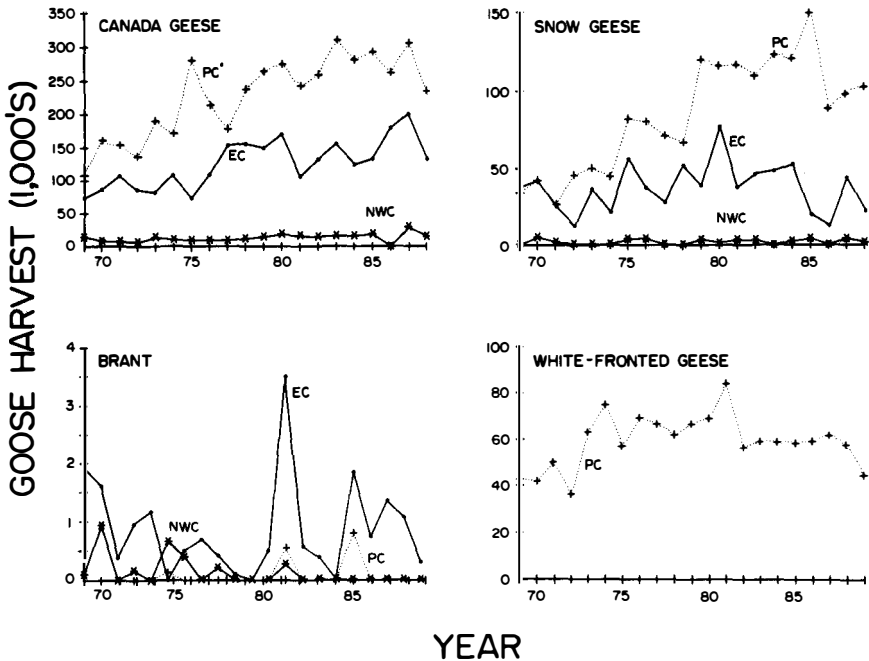 GOOSE HARVEST (1,000'S)
CANADA GEESE
350
300
250
200
150
100
50
0
PC'
EC
NWC
70 75 80 85
SNOW GEESE
150
100
50
0
PC
EC
NWC
70 75 80 85
BRANT
4
3
2
1
0
EC
NWC
PC
70 75 80 85
WHITE-FRONTED GEESE
100
80
60
40
20
0
PC
70 75 80 85
YEAR